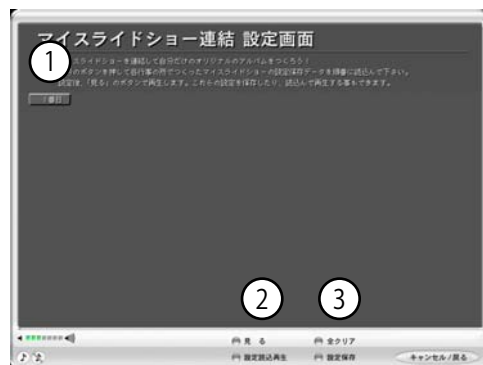 マイスライドショー連結 設定画面
スライドショーを連結して自分だけのオリジナルのアルバムをつくろう！
のボタンを押して各行事の所でつくったマイスライドショーの設定保存データを順番に読込んで下さい。
設定後、「見る」のボタンで再生します。これらの設定を保存したり、読込んで再生する事もできます。
1
1番目
2
3
見る
全クリア
設定読込再生
設定保存
キャンセル/戻る